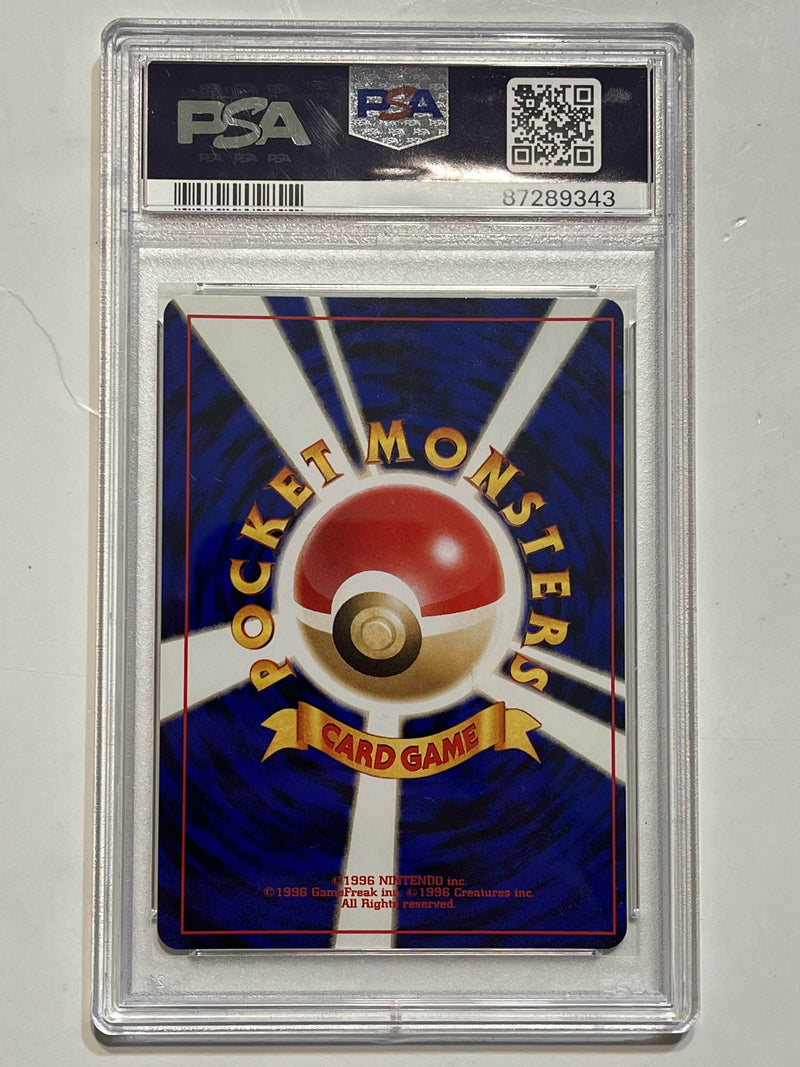 PSA
PSA
87289343
POCKET MONSTERS
CARD GAME
©1996 NINTENDO inc.
©1996 GameFreak inc. ©1996 Creatures inc.
All Rights reserved.